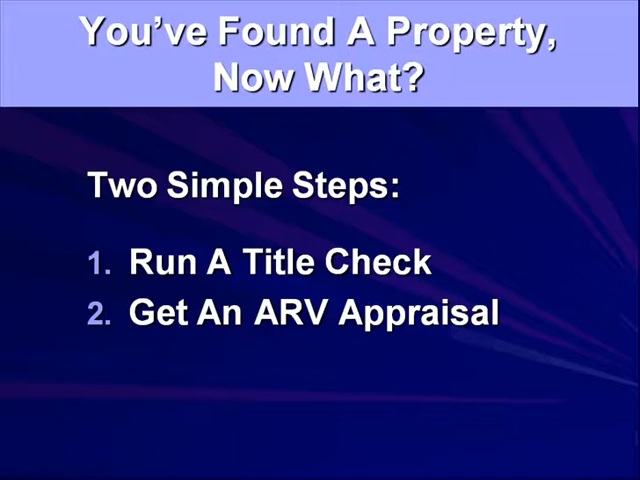 You've Found A Property,
Now What?
Two Simple Steps:
1. Run A Title Check
2. Get An ARV Appraisal